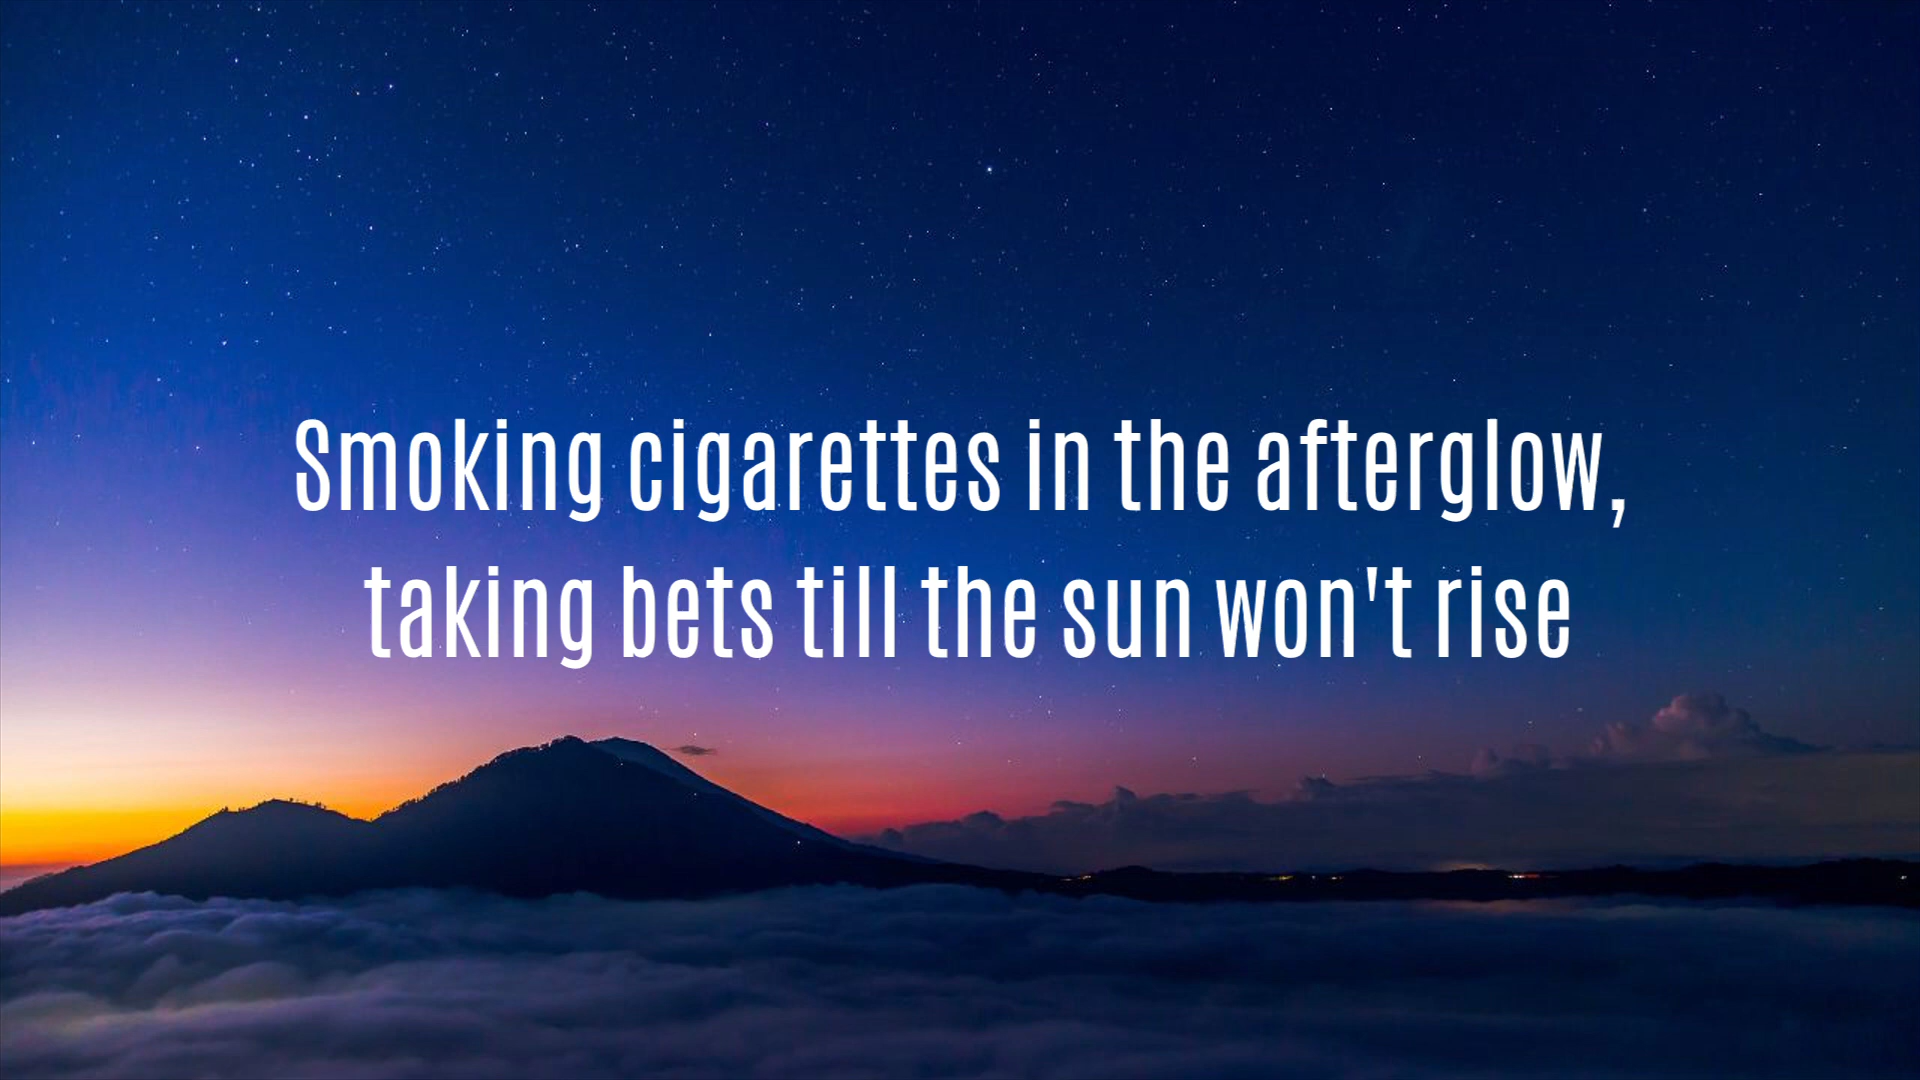 Smoking cigarettes in the afterglow,
taking bets till the sun won't rise